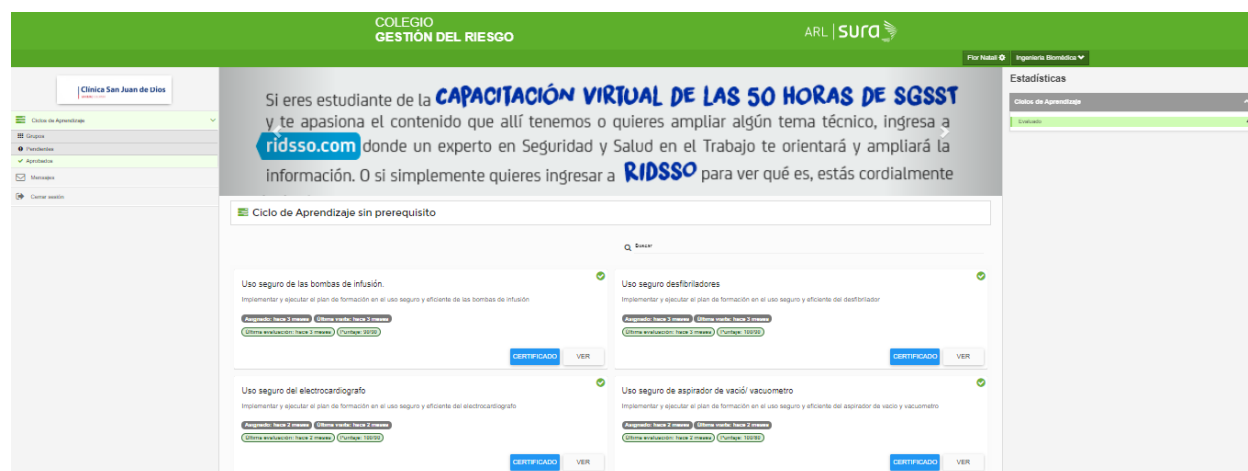 COLEGIO
GESTIÓN DEL RIESGO
ARL | SURA
Flor Natali
Ingeniería Biomédica
Clínica San Juan de Dios
Ciclos de Aprendizaje
Grupos
Pendientes
Aprobados
Mensajes
Cerrar sesión
Si eres estudiante de la CAPACITACIÓN VIRTUAL DE LAS 50 HORAS DE SGSST
y te apasiona el contenido que allí tenemos o quieres ampliar algún tema técnico, ingresa a
ridsso.com donde un experto en Seguridad y Salud en el Trabajo te orientará y ampliará la
información. O si simplemente quieres ingresar a RIDSSO para ver qué es, estás cordialmente
Estadísticas
Ciclos de Aprendizaje
Evaluado
Ciclo de Aprendizaje sin prerequisito
Buscar
Uso seguro de las bombas de infusión.
Implementar y ejecutar el plan de formación en el uso seguro y eficiente de las bombas de infusión
Asignado: hace 3 meses Última visita: hace 3 meses
Última evaluación: hace 3 meses
CERTIFICADO VER
Uso seguro desfibriladores
Implementar y ejecutar el plan de formación en el uso seguro y eficiente del desfibrilador
Asignado: hace 3 meses Última visita: hace 3 meses
Última evaluación: hace 3 meses Puntaje: 100/90
CERTIFICADO VER
Uso seguro del electrocardiografo
Implementar y ejecutar el plan de formación en el uso seguro y eficiente del electrocardiografo
Asignado: hace 2 meses Última visita: hace 2 meses
Última evaluación: hace 2 meses Puntaje: 100/90
CERTIFICADO VER
Uso seguro de aspirador de vació/ vacuometro
Implementar y ejecutar el plan de formación en el uso seguro y eficiente del aspirador de vacio y vacuometro
Asignado: hace 2 meses Última visita: hace 2 meses
Última evaluación: hace 2 meses Puntaje: 100/90
CERTIFICADO VER